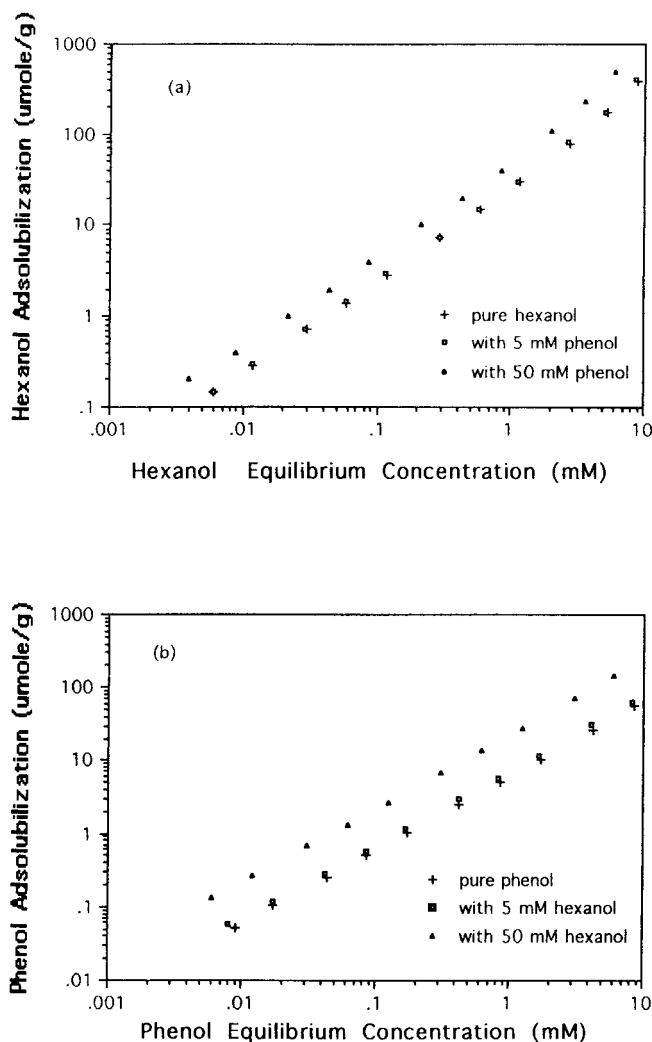 Hexanol Adsolubilization (umole/g)
1000
100
10
1
.1
(a)
+ pure hexanol
with 5 mM phenol
with 50 mM phenol
.001 .01 .1 1 10
Hexanol Equilibrium Concentration (mM)
Phenol Adsolubilization (umole/g)
1000
100
10
1
0.1
.01
(b)
+ pure phenol
with 5 mM hexanol
with 50 mM hexanol
.001 .01 .1 1 10
Phenol Equilibrium Concentration (mM)